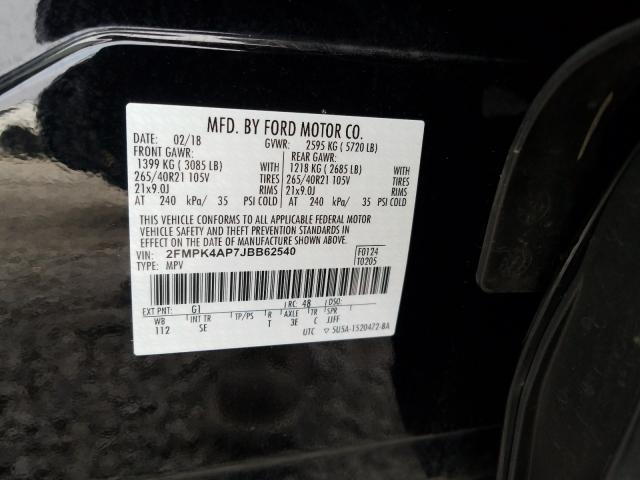 MFD. BY FORD MOTOR CO.
DATE: 02/18 GVWR: 2595 KG ( 5720 LB)
FRONT GAWR: REAR GAWR:
1399 KG ( 3085 LB) WITH 1218 KG ( 2685 LB) WITH
265/40R21 105V TIRES 265/40R21 105V TIRES
21x9.0J RIMS 21x9.0J RIMS
AT 240 kPa/ 35 PSI COLD AT 240 kPa/ 35 PSI COLD
THIS VEHICLE CONFORMS TO ALL APPLICABLE FEDERAL MOTOR
VEHICLE SAFETY AND THEFT PREVENTION STANDARDS IN
EFFECT ON THE DATE OF MANUFACTURE SHOWN ABOVE.
VIN: 2FMPK4AP7JBB62540 F0124
TYPE: MPV T0205
EXT PNT: G1 RC: 48 DSO:
WB INT TR TP/PS R AXLE TR SPR
112 SE T 3E C JJFF
UTC ▽ 5U5A-1520472-BA